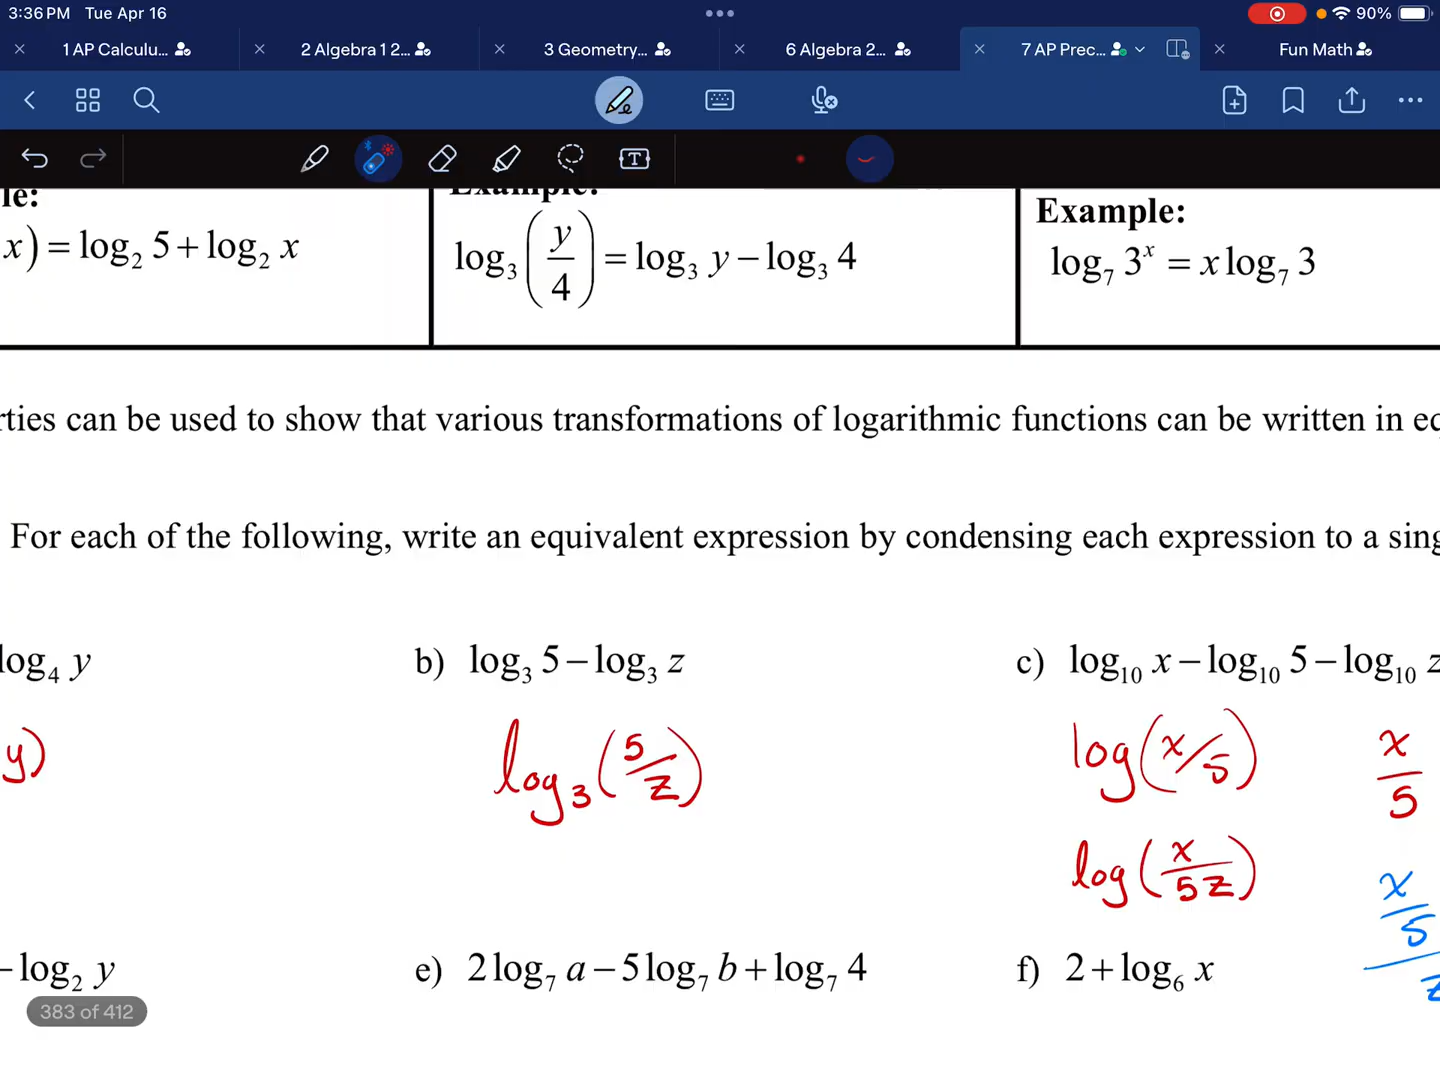 3:36 PM Tue Apr 16
90%
1 AP Calculu...
2 Algebra 1 2...
3 Geometry...
6 Algebra 2...
7 AP Prec...
Fun Math
le:
x) = log₂ 5 + log₂ x
Example:
log₃ (y/4) = log₃ y − log₃ 4
Example:
log₇ 3ˣ = x log₇ 3
rties can be used to show that various transformations of logarithmic functions can be written in eq
For each of the following, write an equivalent expression by condensing each expression to a sing
log₄ y
b) log₃ 5 − log₃ z
c) log₁₀ x − log₁₀ 5 − log₁₀ z
y)
log₃ (5/z)
log (x/5)
x/5
log (x/5z)
x/5
z
− log₂ y
e) 2 log₇ a − 5 log₇ b + log₇ 4
f) 2 + log₆ x
383 of 412